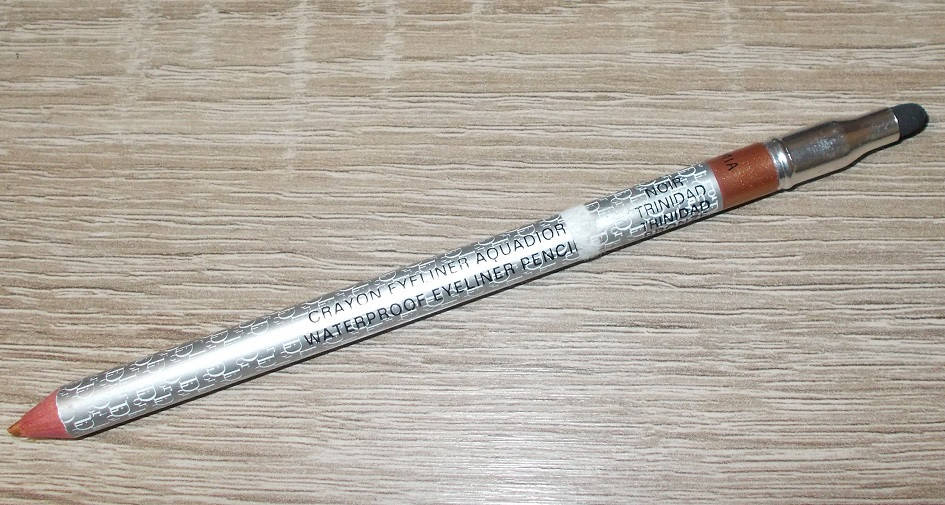 CRAYON EYELINER AQUADIOR
WATERPROOF EYELINER PENCIL
NOIR
TRINIDAD
TRINIDAD